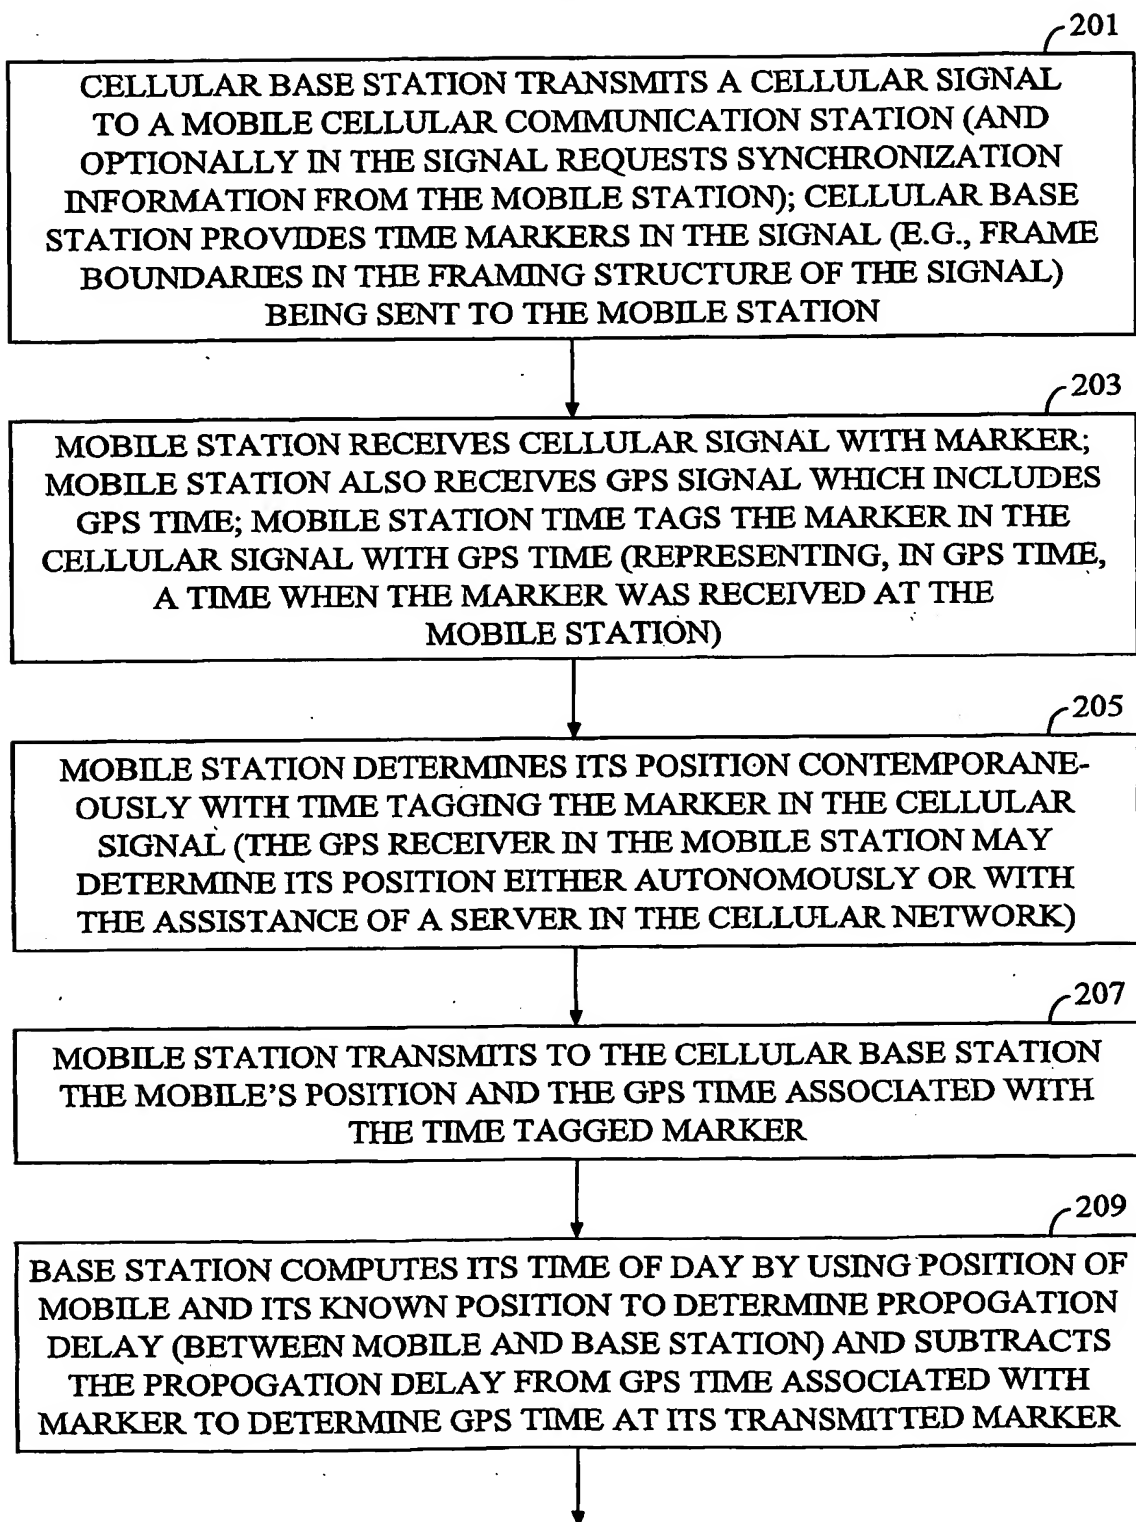 201
CELLULAR BASE STATION TRANSMITS A CELLULAR SIGNAL
TO A MOBILE CELLULAR COMMUNICATION STATION (AND
OPTIONALLY IN THE SIGNAL REQUESTS SYNCHRONIZATION
INFORMATION FROM THE MOBILE STATION); CELLULAR BASE
STATION PROVIDES TIME MARKERS IN THE SIGNAL (E.G., FRAME
BOUNDARIES IN THE FRAMING STRUCTURE OF THE SIGNAL)
BEING SENT TO THE MOBILE STATION
203
MOBILE STATION RECEIVES CELLULAR SIGNAL WITH MARKER;
MOBILE STATION ALSO RECEIVES GPS SIGNAL WHICH INCLUDES
GPS TIME; MOBILE STATION TIME TAGS THE MARKER IN THE
CELLULAR SIGNAL WITH GPS TIME (REPRESENTING, IN GPS TIME,
A TIME WHEN THE MARKER WAS RECEIVED AT THE
MOBILE STATION)
205
MOBILE STATION DETERMINES ITS POSITION CONTEMPORANE-
OUSLY WITH TIME TAGGING THE MARKER IN THE CELLULAR
SIGNAL (THE GPS RECEIVER IN THE MOBILE STATION MAY
DETERMINE ITS POSITION EITHER AUTONOMOUSLY OR WITH
THE ASSISTANCE OF A SERVER IN THE CELLULAR NETWORK)
207
MOBILE STATION TRANSMITS TO THE CELLULAR BASE STATION
THE MOBILE'S POSITION AND THE GPS TIME ASSOCIATED WITH
THE TIME TAGGED MARKER
209
BASE STATION COMPUTES ITS TIME OF DAY BY USING POSITION OF
MOBILE AND ITS KNOWN POSITION TO DETERMINE PROPOGATION
DELAY (BETWEEN MOBILE AND BASE STATION) AND SUBTRACTS
THE PROPOGATION DELAY FROM GPS TIME ASSOCIATED WITH
MARKER TO DETERMINE GPS TIME AT ITS TRANSMITTED MARKER